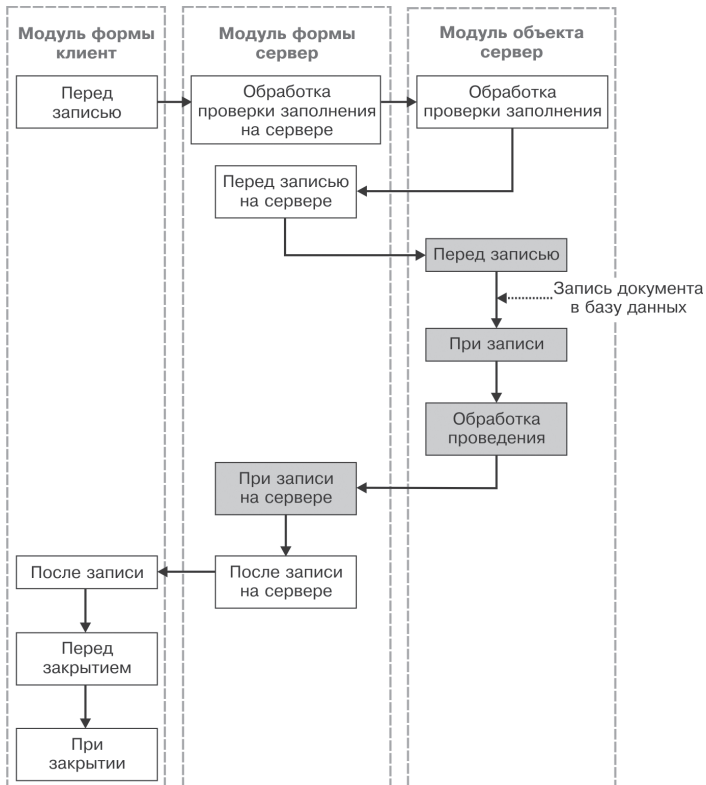 Модуль формы
клиент
Модуль формы
сервер
Модуль объекта
сервер
Перед
записью
Обработка
проверки заполнения
на сервере
Обработка
проверки заполнения
Перед записью
на сервере
Перед записью
Запись документа
в базу данных
При записи
Обработка
проведения
При записи
на сервере
После записи
После записи
на сервере
Перед
закрытием
При
закрытии